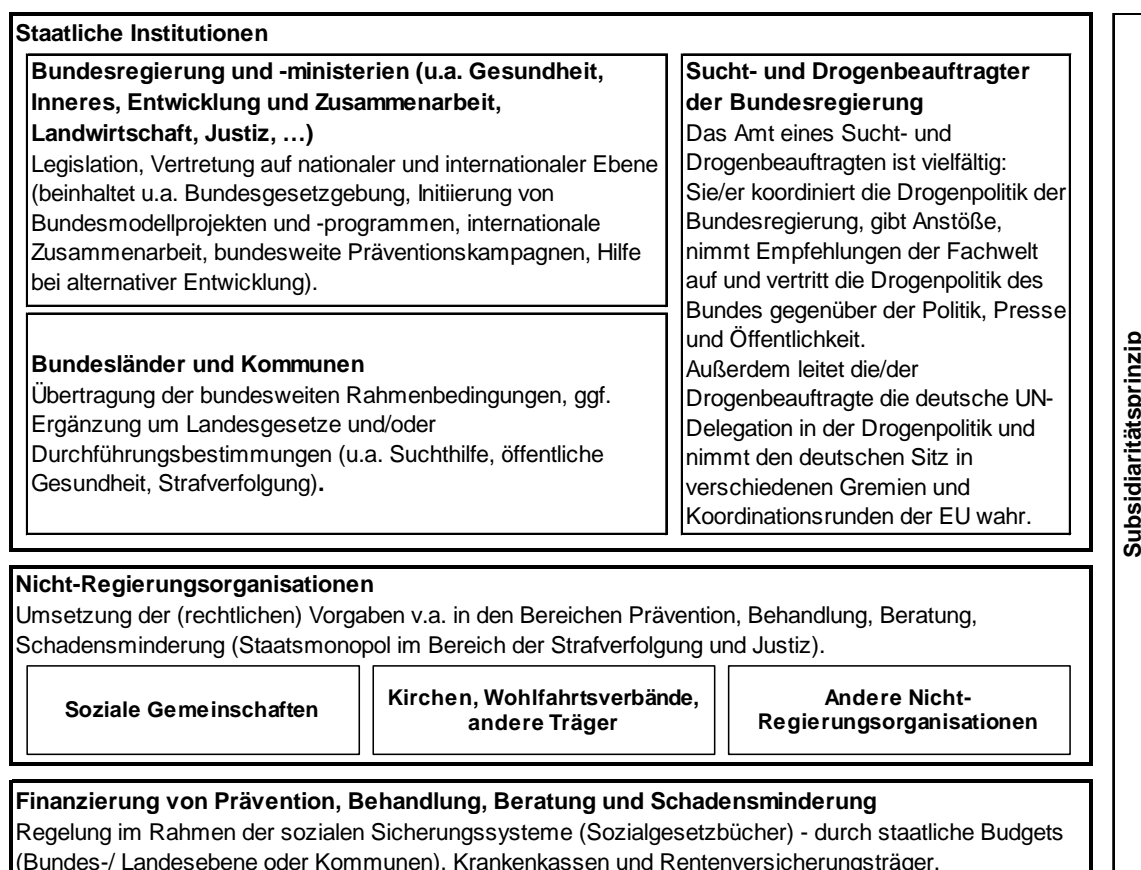 Staatliche Institutionen
Bundesregierung und -ministerien (u.a. Gesundheit,
Inneres, Entwicklung und Zusammenarbeit,
Landwirtschaft, Justiz, …)
Legislation, Vertretung auf nationaler und internationaler Ebene
(beinhaltet u.a. Bundesgesetzgebung, Initiierung von
Bundesmodellprojekten und -programmen, internationale
Zusammenarbeit, bundesweite Präventionskampagnen, Hilfe
bei alternativer Entwicklung).
Bundesländer und Kommunen
Übertragung der bundesweiten Rahmenbedingungen, ggf.
Ergänzung um Landesgesetze und/oder
Durchführungsbestimmungen (u.a. Suchthilfe, öffentliche
Gesundheit, Strafverfolgung).
Sucht- und Drogenbeauftragter
der Bundesregierung
Das Amt eines Sucht- und
Drogenbeauftragten ist vielfältig:
Sie/er koordiniert die Drogenpolitik der
Bundesregierung, gibt Anstöße,
nimmt Empfehlungen der Fachwelt
auf und vertritt die Drogenpolitik des
Bundes gegenüber der Politik, Presse
und Öffentlichkeit.
Außerdem leitet die/der
Drogenbeauftragte die deutsche UN-
Delegation in der Drogenpolitik und
nimmt den deutschen Sitz in
verschiedenen Gremien und
Koordinationsrunden der EU wahr.
Nicht-Regierungsorganisationen
Umsetzung der (rechtlichen) Vorgaben v.a. in den Bereichen Prävention, Behandlung, Beratung,
Schadensminderung (Staatsmonopol im Bereich der Strafverfolgung und Justiz).
Soziale Gemeinschaften
Kirchen, Wohlfahrtsverbände,
andere Träger
Andere Nicht-
Regierungsorganisationen
Finanzierung von Prävention, Behandlung, Beratung und Schadensminderung
Regelung im Rahmen der sozialen Sicherungssysteme (Sozialgesetzbücher) - durch staatliche Budgets
(Bundes-/ Landesebene oder Kommunen), Krankenkassen und Rentenversicherungsträger.
Subsidiaritätsprinzip